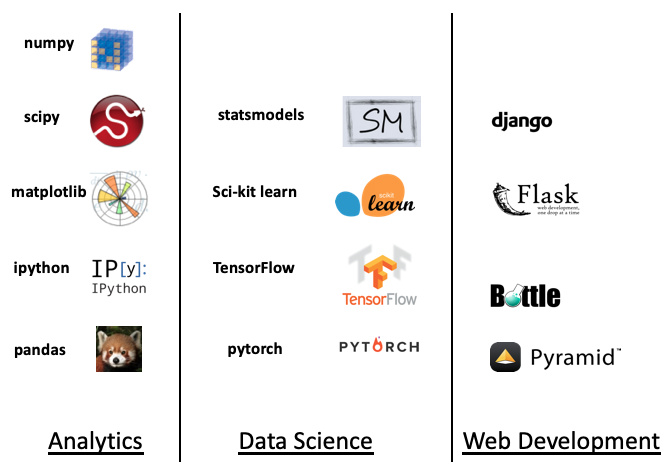 numpy
scipy
matplotlib
ipython
IP[y]:
IPython
pandas
Analytics
statsmodels
SM
Sci-kit learn
scikit
learn
TensorFlow
TensorFlow
pytorch
PYTORCH
Data Science
django
Flask
web development,
one drop at a time
Bottle
Pyramid™
Web Development